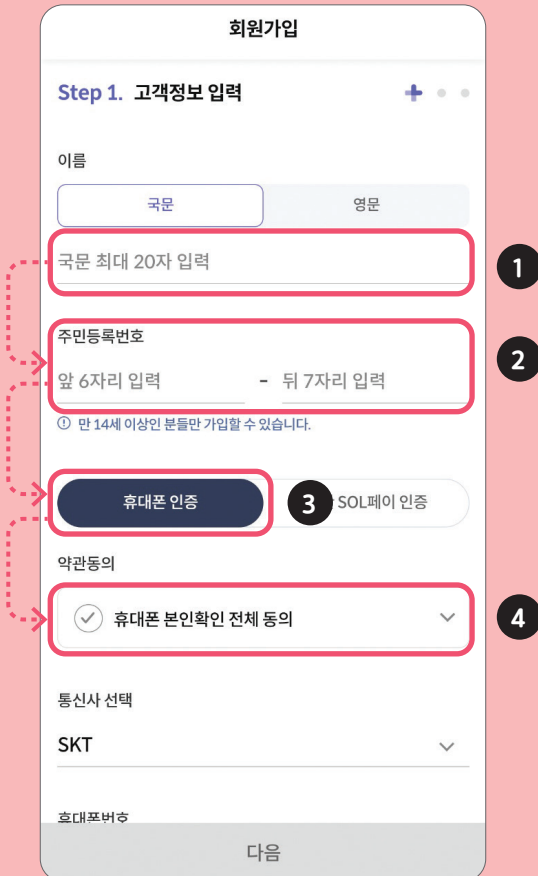 회원가입
Step 1. 고객정보 입력
이름
국문 영문
국문 최대 20자 입력
1
주민등록번호
2
앞 6자리 입력 - 뒤 7자리 입력
만 14세 이상인 분들만 가입할 수 있습니다.
휴대폰 인증 3 SOL페이 인증
약관동의
휴대폰 본인확인 전체 동의
4
통신사 선택
SKT
휴대폰번호
다음